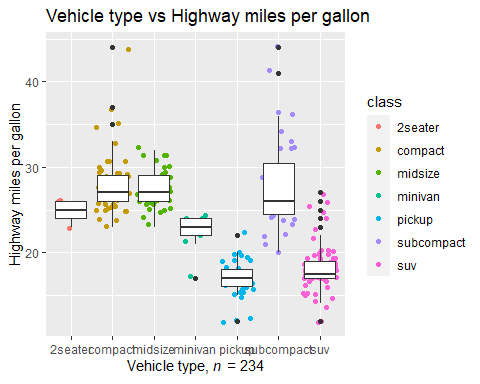 Vehicle type vs Highway miles per gallon
Highway miles per gallon
40
30
20
2seater compact midsize minivan pickup subcompact suv
Vehicle type, n = 234
class
2seater
compact
midsize
minivan
pickup
subcompact
suv